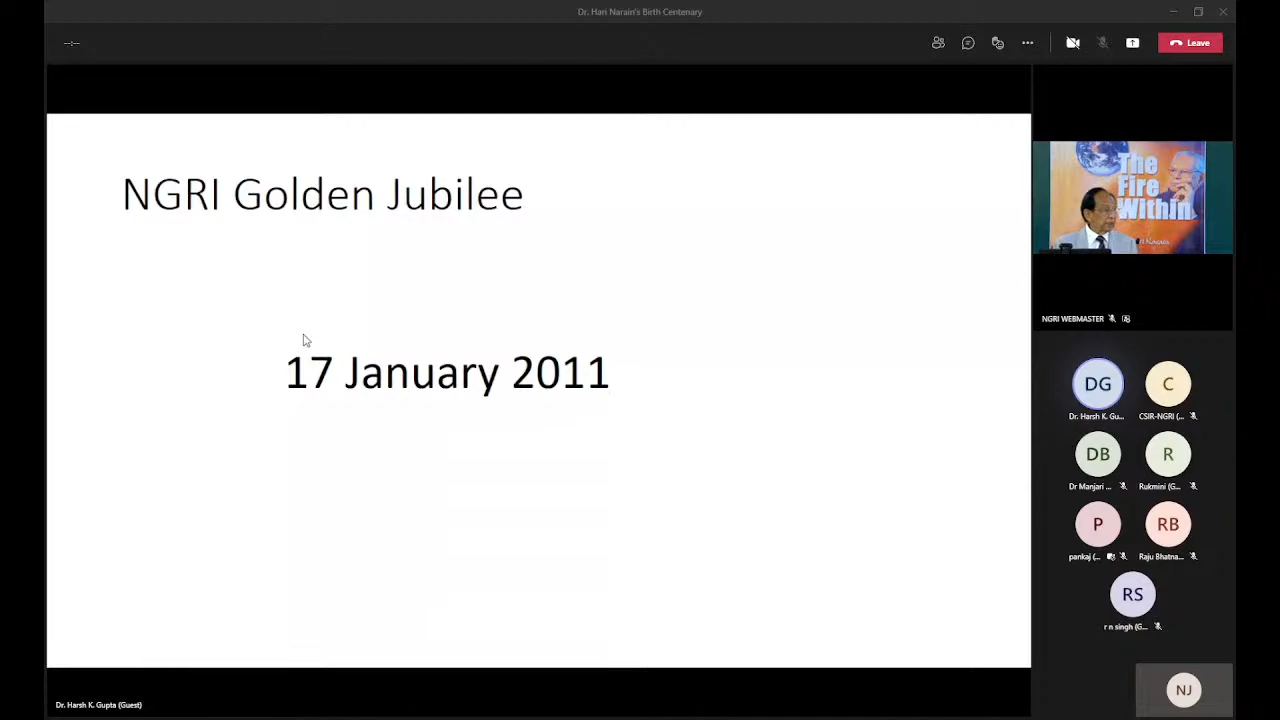 Dr. Hari Narain's Birth Centenary
--:--
Leave
NGRI Golden Jubilee
17 January 2011
The
Fire
Within
NGRI WEBMASTER
DG
C
Dr. Harsh K. Gu...
CSIR-NGRI (...
DB
R
Dr Manjari ...
Rukmini (G...
P
RB
pankaj (...
Raju Bhatna...
RS
r n singh (G...
NJ
Dr. Harsh K. Gupta (Guest)